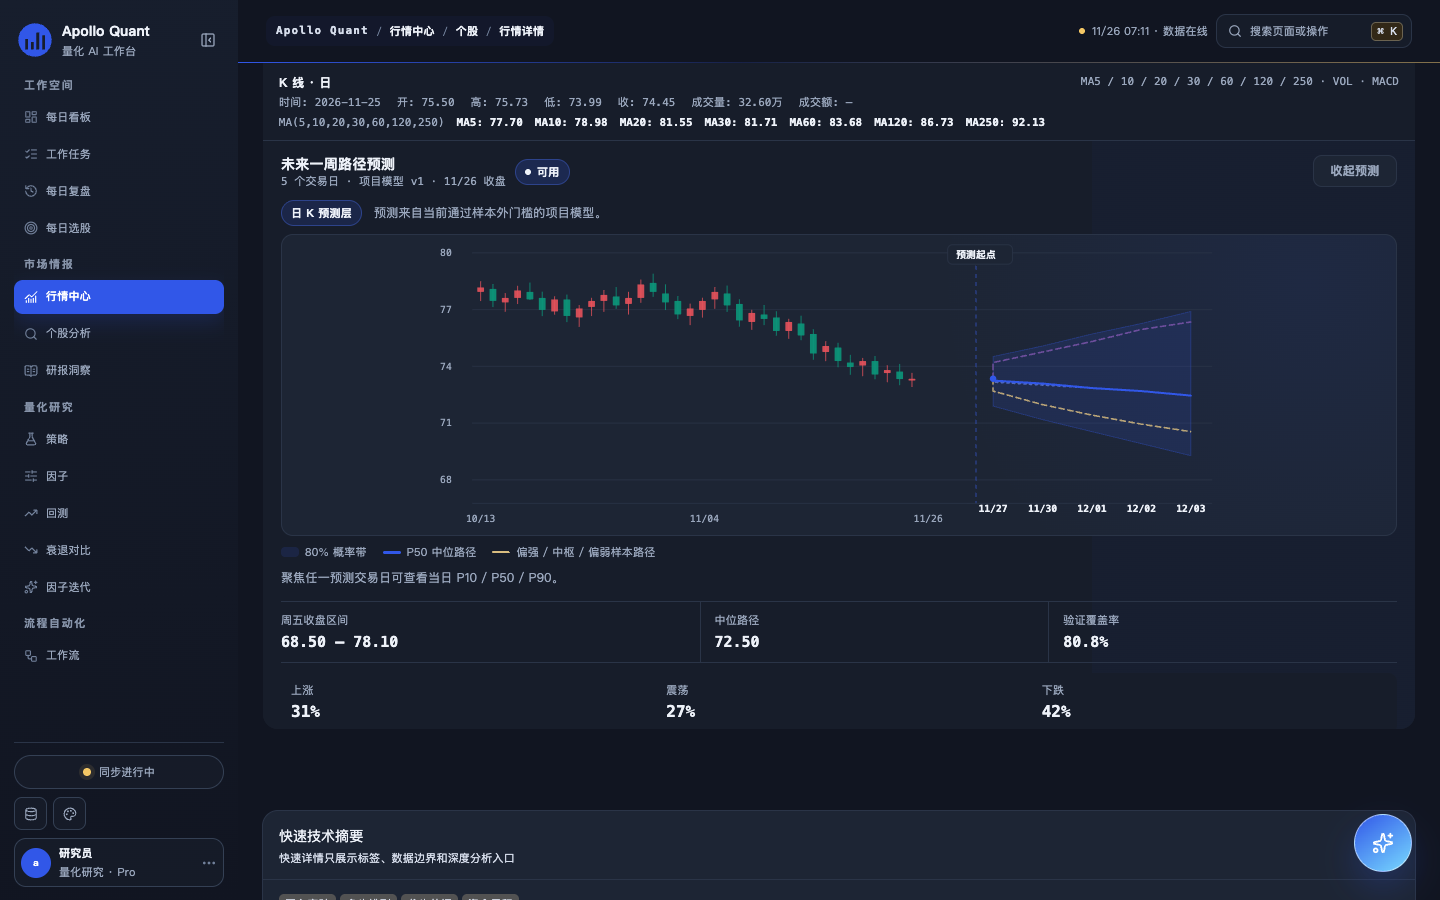 Apollo Quant
量化 AI 工作台
工作空间
每日看板
工作任务
每日复盘
每日选股
市场情报
行情中心
个股分析
研报洞察
量化研究
策略
因子
回测
衰退对比
因子迭代
流程自动化
工作流
同步进行中
a
研究员
量化研究 · Pro
Apollo Quant / 行情中心 / 个股 / 行情详情
11/26 07:11 · 数据在线
搜索页面或操作
⌘ K
K 线 · 日
MA5 / 10 / 20 / 30 / 60 / 120 / 250 · VOL · MACD
时间: 2026-11-25 开: 75.50 高: 75.73 低: 73.99 收: 74.45 成交量: 32.60万 成交额: —
MA(5,10,20,30,60,120,250) MA5: 77.70 MA10: 78.98 MA20: 81.55 MA30: 81.71 MA60: 83.68 MA120: 86.73 MA250: 92.13
未来一周路径预测
5 个交易日 · 项目模型 v1 · 11/26 收盘
可用
收起预测
日 K 预测层
预测来自当前通过样本外门槛的项目模型。
80
77
74
71
68
预测起点
10/13
11/04
11/26
11/27
11/30
12/01
12/02
12/03
80% 概率带
P50 中位路径
偏强 / 中枢 / 偏弱样本路径
聚焦任一预测交易日可查看当日 P10 / P50 / P90。
周五收盘区间
68.50 — 78.10
中位路径
72.50
验证覆盖率
80.8%
上涨
31%
震荡
27%
下跌
42%
快速技术摘要
快速详情只展示标签、数据边界和深度分析入口